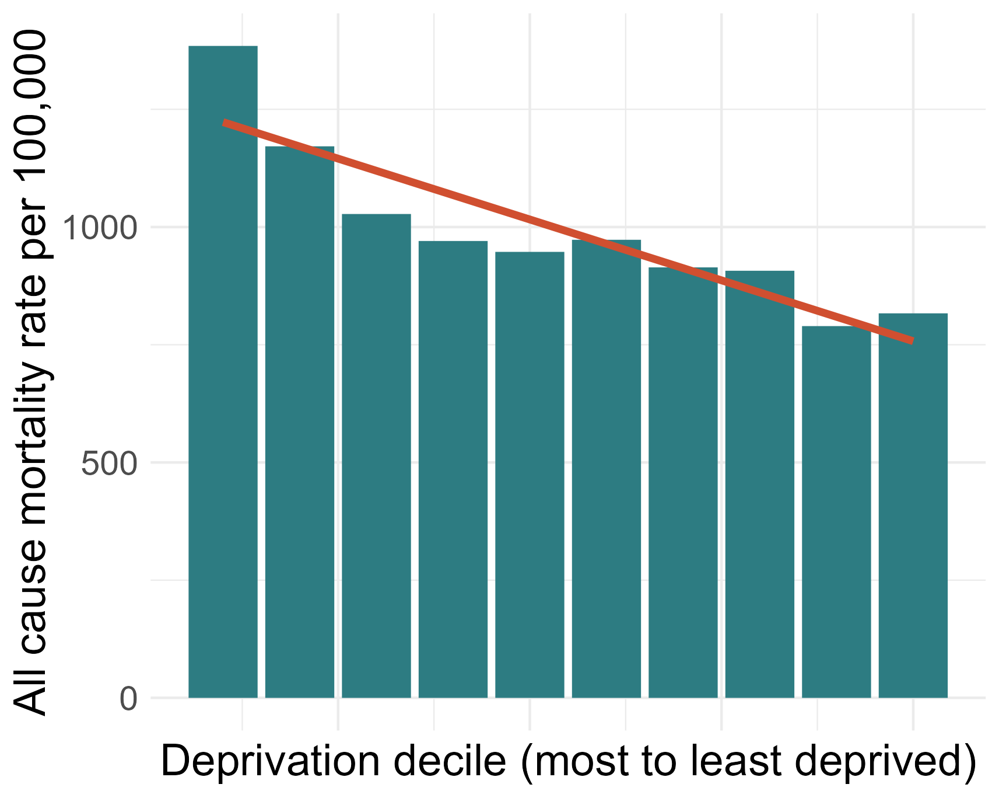 All cause mortality rate per 100,000
1000
500
0
Deprivation decile (most to least deprived)